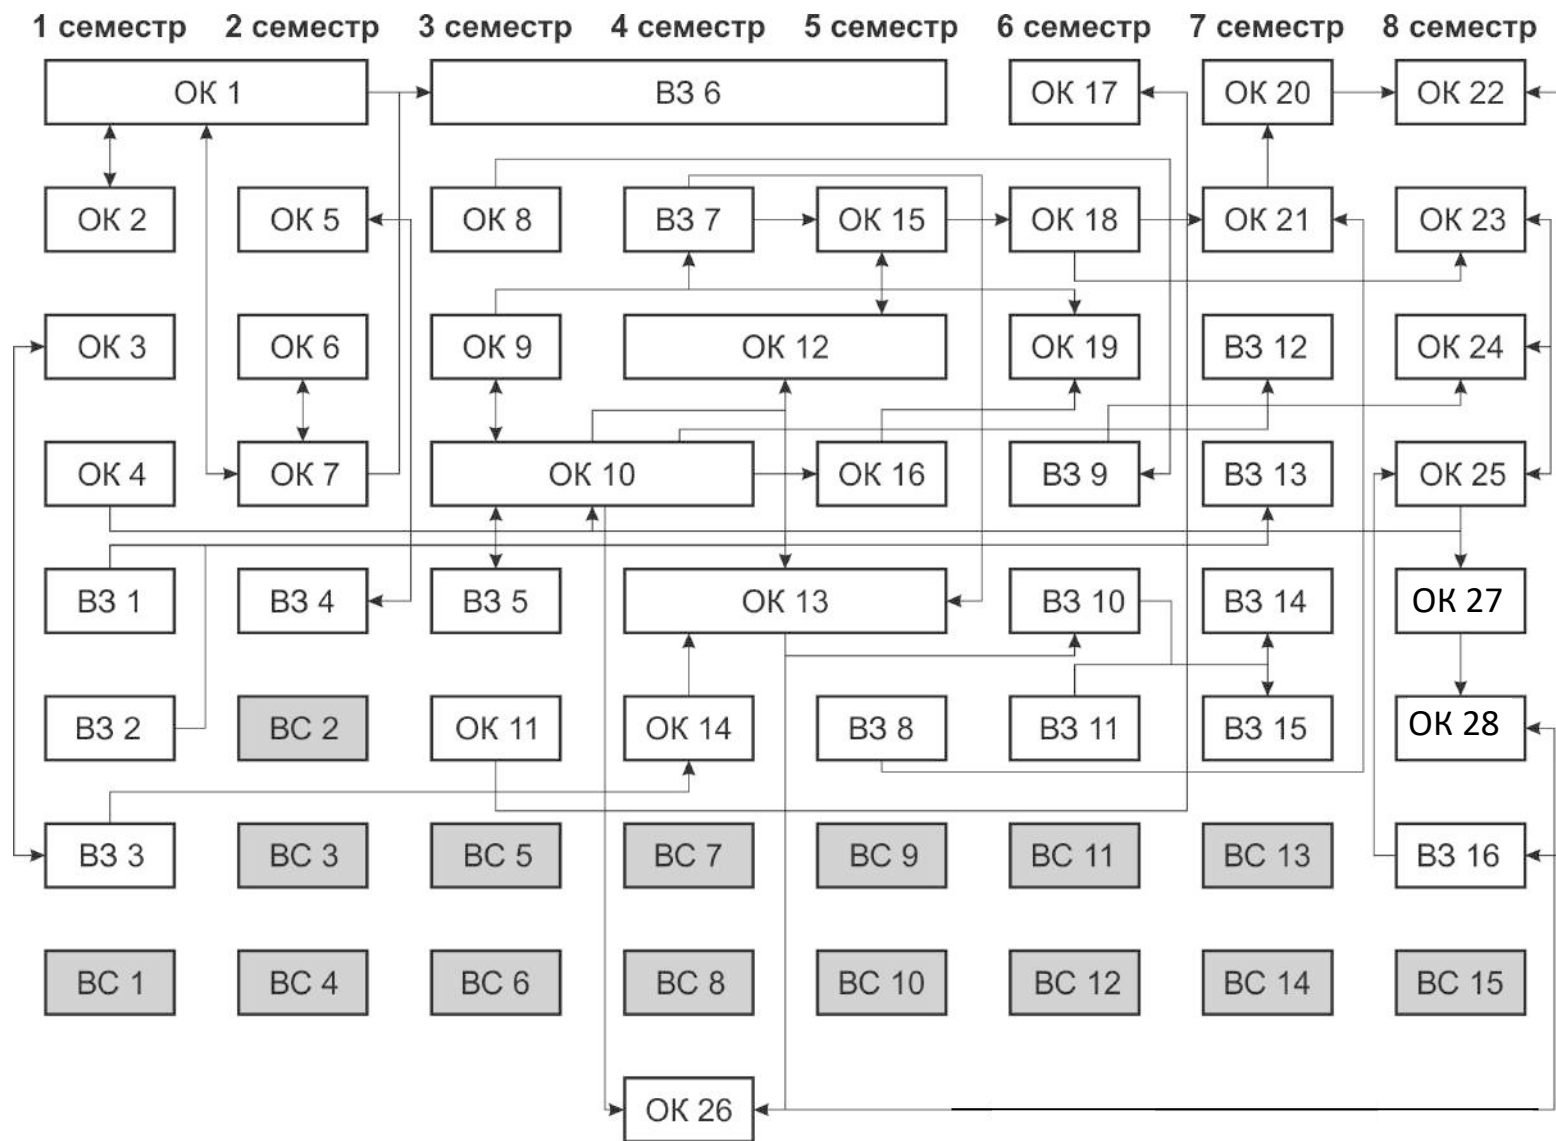 1 семестр 2 семестр 3 семестр 4 семестр 5 семестр 6 семестр 7 семестр 8 семестр
ОК 1 ВЗ 6 ОК 17 ОК 20 ОК 22
ОК 2 ОК 5 ОК 8 ВЗ 7 ОК 15 ОК 18 ОК 21 ОК 23
ОК 3 ОК 6 ОК 9 ОК 12 ОК 19 ВЗ 12 ОК 24
ОК 4 ОК 7 ОК 10 ОК 16 ВЗ 9 ВЗ 13 ОК 25
ВЗ 1 ВЗ 4 ВЗ 5 ОК 13 ВЗ 10 ВЗ 14 ОК 27
ВЗ 2 ВС 2 ОК 11 ОК 14 ВЗ 8 ВЗ 11 ВЗ 15 ОК 28
ВЗ 3 ВС 3 ВС 5 ВС 7 ВС 9 ВС 11 ВС 13 ВЗ 16
ВС 1 ВС 4 ВС 6 ВС 8 ВС 10 ВС 12 ВС 14 ВС 15
ОК 26